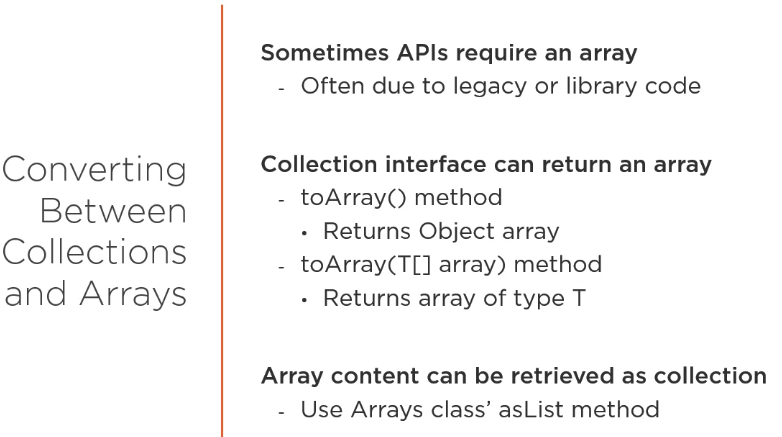 Converting
Between
Collections
and Arrays
Sometimes APIs require an array
- Often due to legacy or library code
Collection interface can return an array
- toArray() method
• Returns Object array
- toArray(T[] array) method
• Returns array of type T
Array content can be retrieved as collection
- Use Arrays class’ asList method